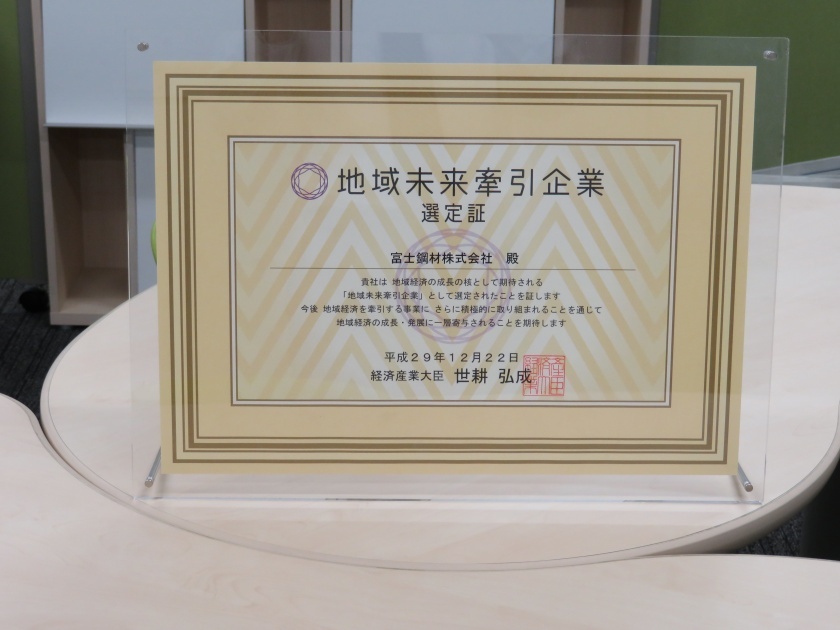 地域未来牽引企業
選定証
富士鋼材株式会社　殿
貴社は 地域経済の成長の核として期待される
「地域未来牽引企業」として選定されたことを証します
今後 地域経済を牽引する事業に さらに積極的に取り組まれることを通じて
地域経済の成長・発展に一層寄与されることを期待します
平成２９年１２月２２日
経済産業大臣 世耕 弘成